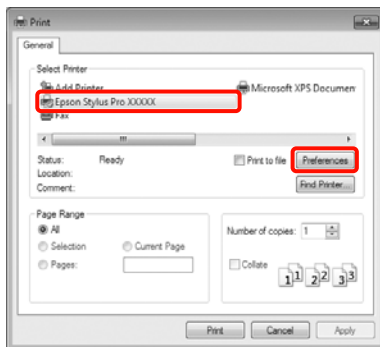 Print
General
Select Printer
Add Printer
Microsoft XPS Documen
Epson Stylus Pro XXXXX
Fax
Status: Ready
Print to file
Preferences
Location:
Comment:
Find Printer...
Page Range
All
Selection
Current Page
Pages:
Number of copies: 1
Collate
1 1 2 2 3 3
Print
Cancel
Apply